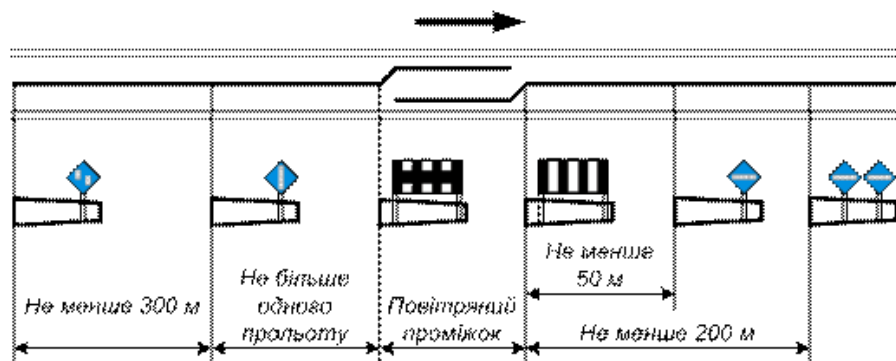 Не менше
50 м
Не більше
одного
прольоту
Не менше 300 м
Повітряний
проміжок
Не менше 200 м